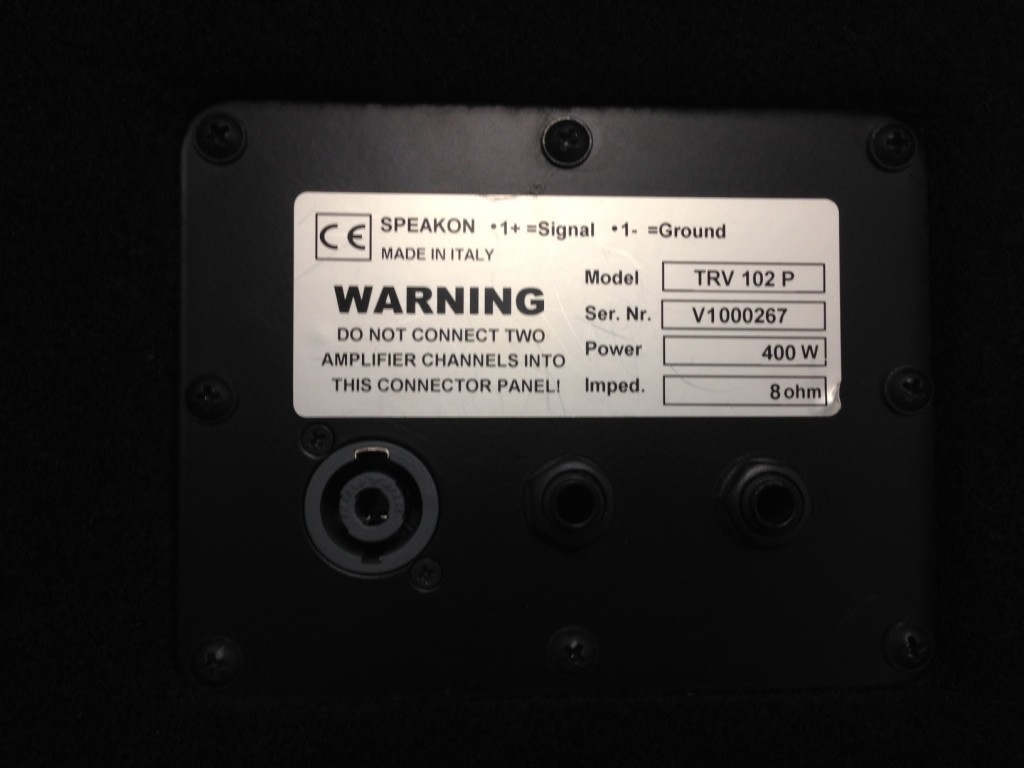 CE SPEAKON •1+ =Signal •1- =Ground
MADE IN ITALY
WARNING
DO NOT CONNECT TWO
AMPLIFIER CHANNELS INTO
THIS CONNECTOR PANEL!
Model TRV 102 P
Ser. Nr. V1000267
Power 400 W
Imped. 8 ohm